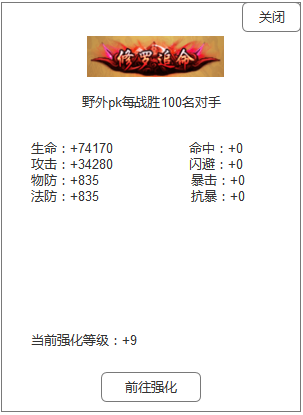 关闭
修罗追命
野外pk每战胜100名对手
生命：+74170 命中：+0
攻击：+34280 闪避：+0
物防：+835 暴击：+0
法防：+835 抗暴：+0
当前强化等级：+9
前往强化